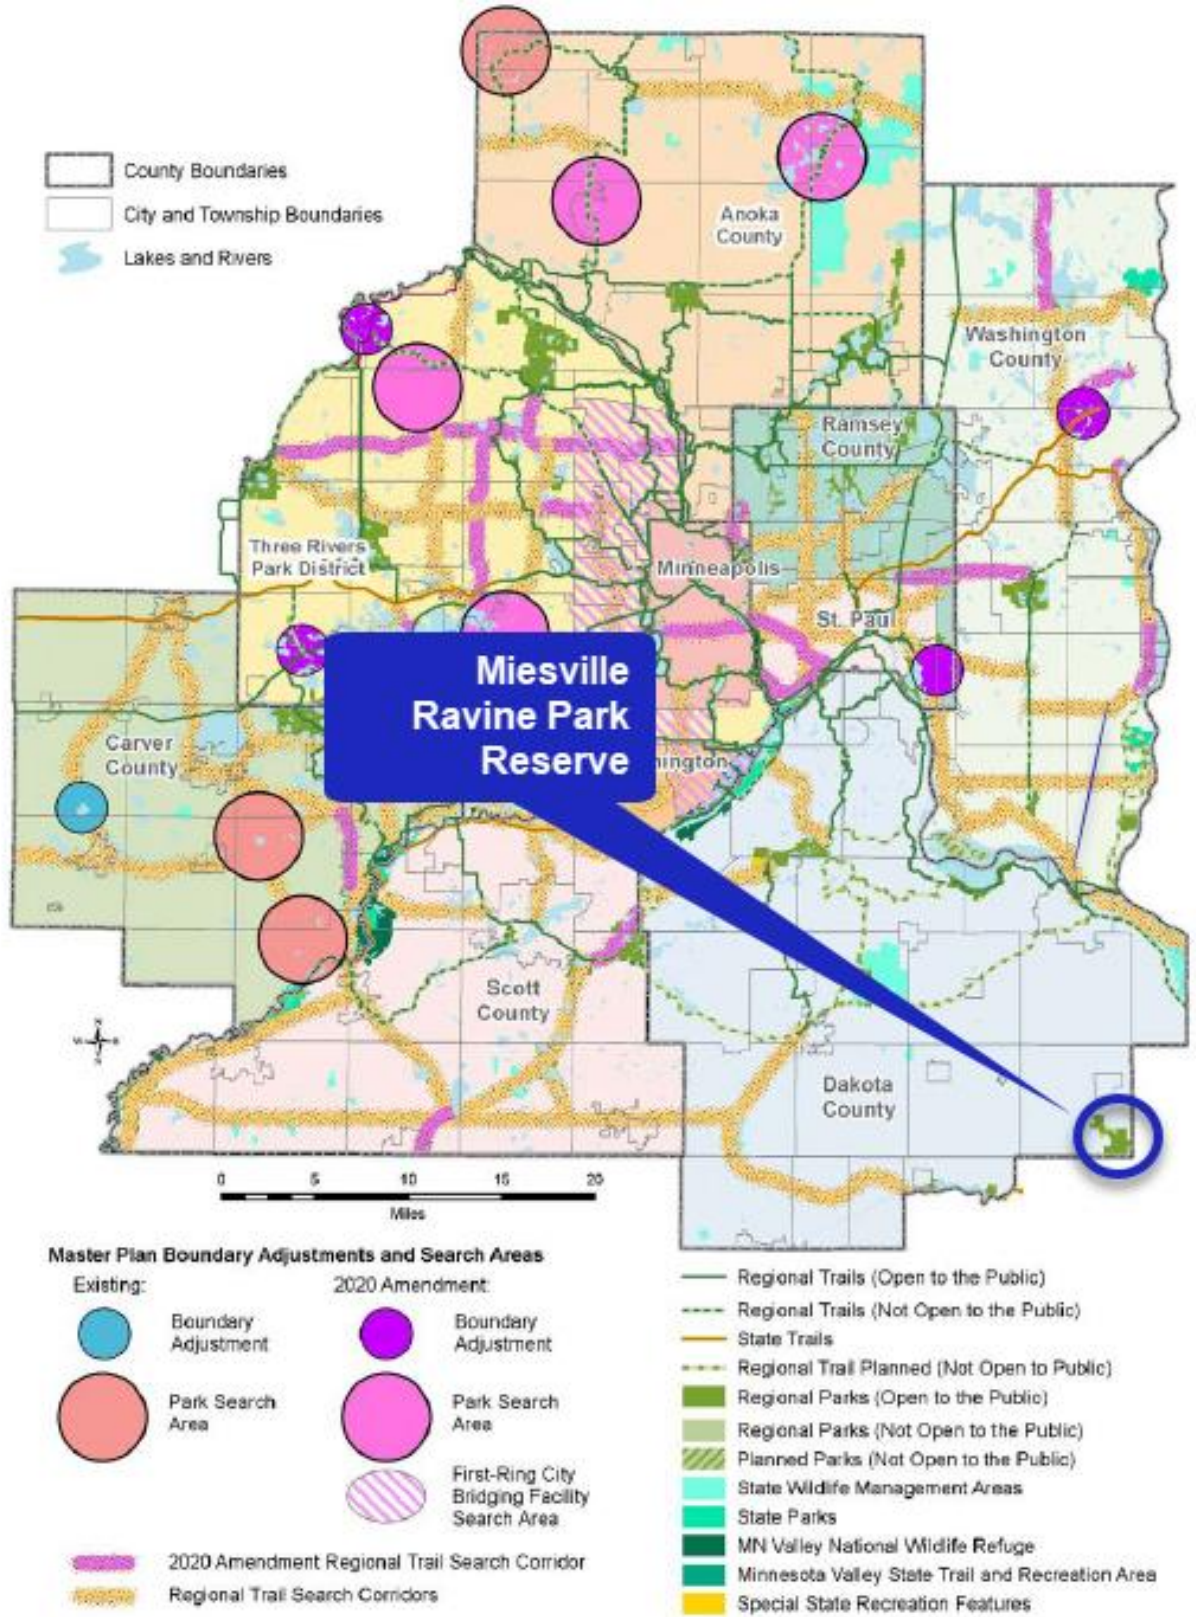 County Boundaries
City and Township Boundaries
Lakes and Rivers
Anoka
County
Washington
County
Ramsey
County
Three Rivers
Park District
Minneapolis
St. Paul
Miesville
Ravine Park
Reserve
Carver
County
mington
Scott
County
Dakota
County
0 5 10 15 20
Miles
Master Plan Boundary Adjustments and Search Areas
Existing:
Boundary
Adjustment
Park Search
Area
2020 Amendment:
Boundary
Adjustment
Park Search
Area
First-Ring City
Bridging Facility
Search Area
2020 Amendment Regional Trail Search Corridor
Regional Trail Search Corridors
Regional Trails (Open to the Public)
Regional Trails (Not Open to the Public)
State Trails
Regional Trail Planned (Not Open to Public)
Regional Parks (Open to the Public)
Regional Parks (Not Open to the Public)
Planned Parks (Not Open to the Public)
State Wildlife Management Areas
State Parks
MN Valley National Wildlife Refuge
Minnesota Valley State Trail and Recreation Area
Special State Recreation Features